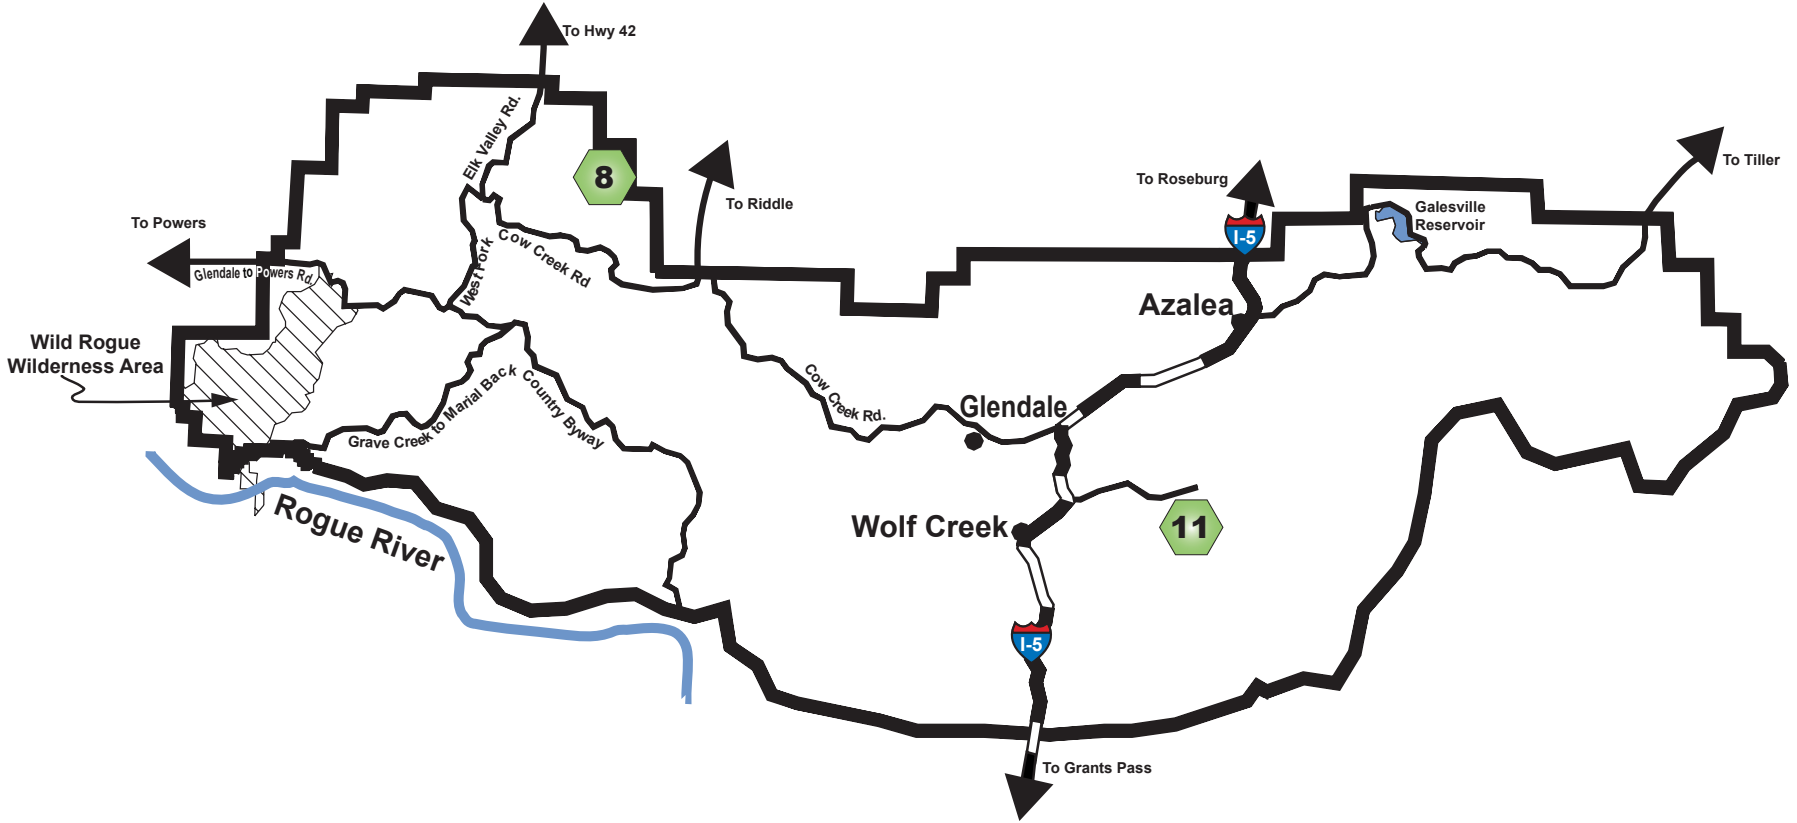 To Hwy 42
Elk Valley Rd.
8
To Riddle
To Roseburg
I-5
To Tiller
Galesville
Reservoir
To Powers
Glendale to Powers Rd.
West Fork
Cow Creek Rd
Azalea
Wild Rogue
Wilderness Area
Grave Creek to Marial Back Country Byway
Cow Creek Rd.
Glendale
Rogue River
Wolf Creek
11
I-5
To Grants Pass